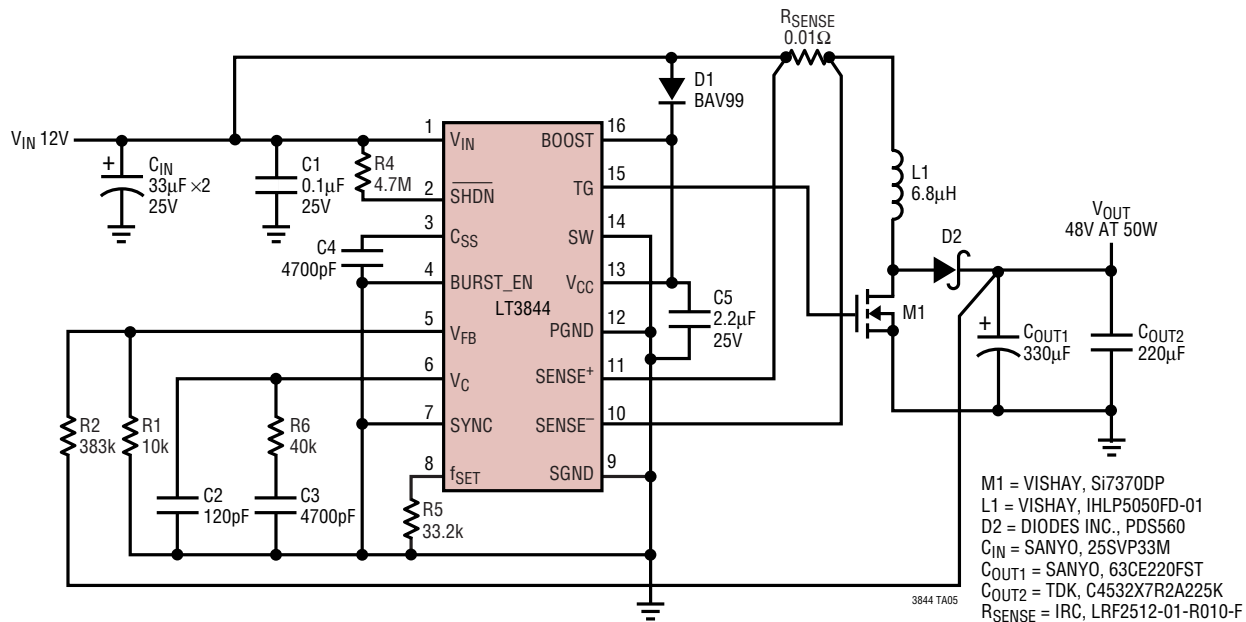 RSENSE
0.01Ω
D1
BAV99
VIN 12V
+
CIN
33µF ×2
25V
C1
0.1µF
25V
R4
4.7M
1
VIN
2
SHDN
3
CSS
4
BURST_EN
5
VFB
6
VC
7
SYNC
8
fSET
LT3844
16
BOOST
15
TG
14
SW
13
VCC
12
PGND
11
SENSE+
10
SENSE–
9
SGND
C4
4700pF
C5
2.2µF
25V
L1
6.8µH
D2
VOUT
48V AT 50W
M1
+
COUT1
330µF
COUT2
220µF
R2
383k
R1
10k
R6
40k
C2
120pF
C3
4700pF
R5
33.2k
3844 TA05
M1 = VISHAY, Si7370DP
L1 = VISHAY, IHLP5050FD-01
D2 = DIODES INC., PDS560
CIN = SANYO, 25SVP33M
COUT1 = SANYO, 63CE220FST
COUT2 = TDK, C4532X7R2A225K
RSENSE = IRC, LRF2512-01-R010-F